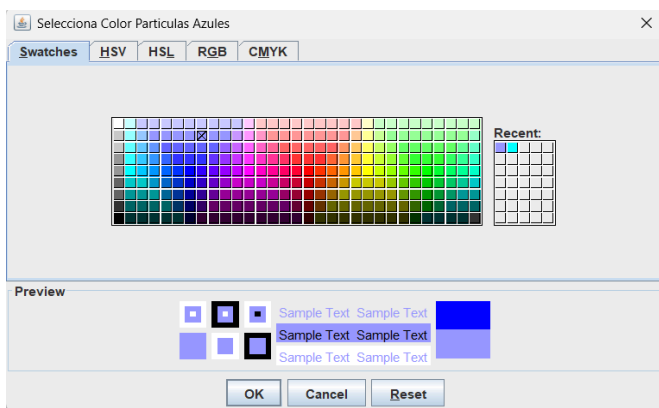 Selecciona Color Particulas Azules
Swatches HSV HSL RGB CMYK
Recent:
Preview
Sample Text Sample Text
Sample Text Sample Text
Sample Text Sample Text
OK Cancel Reset